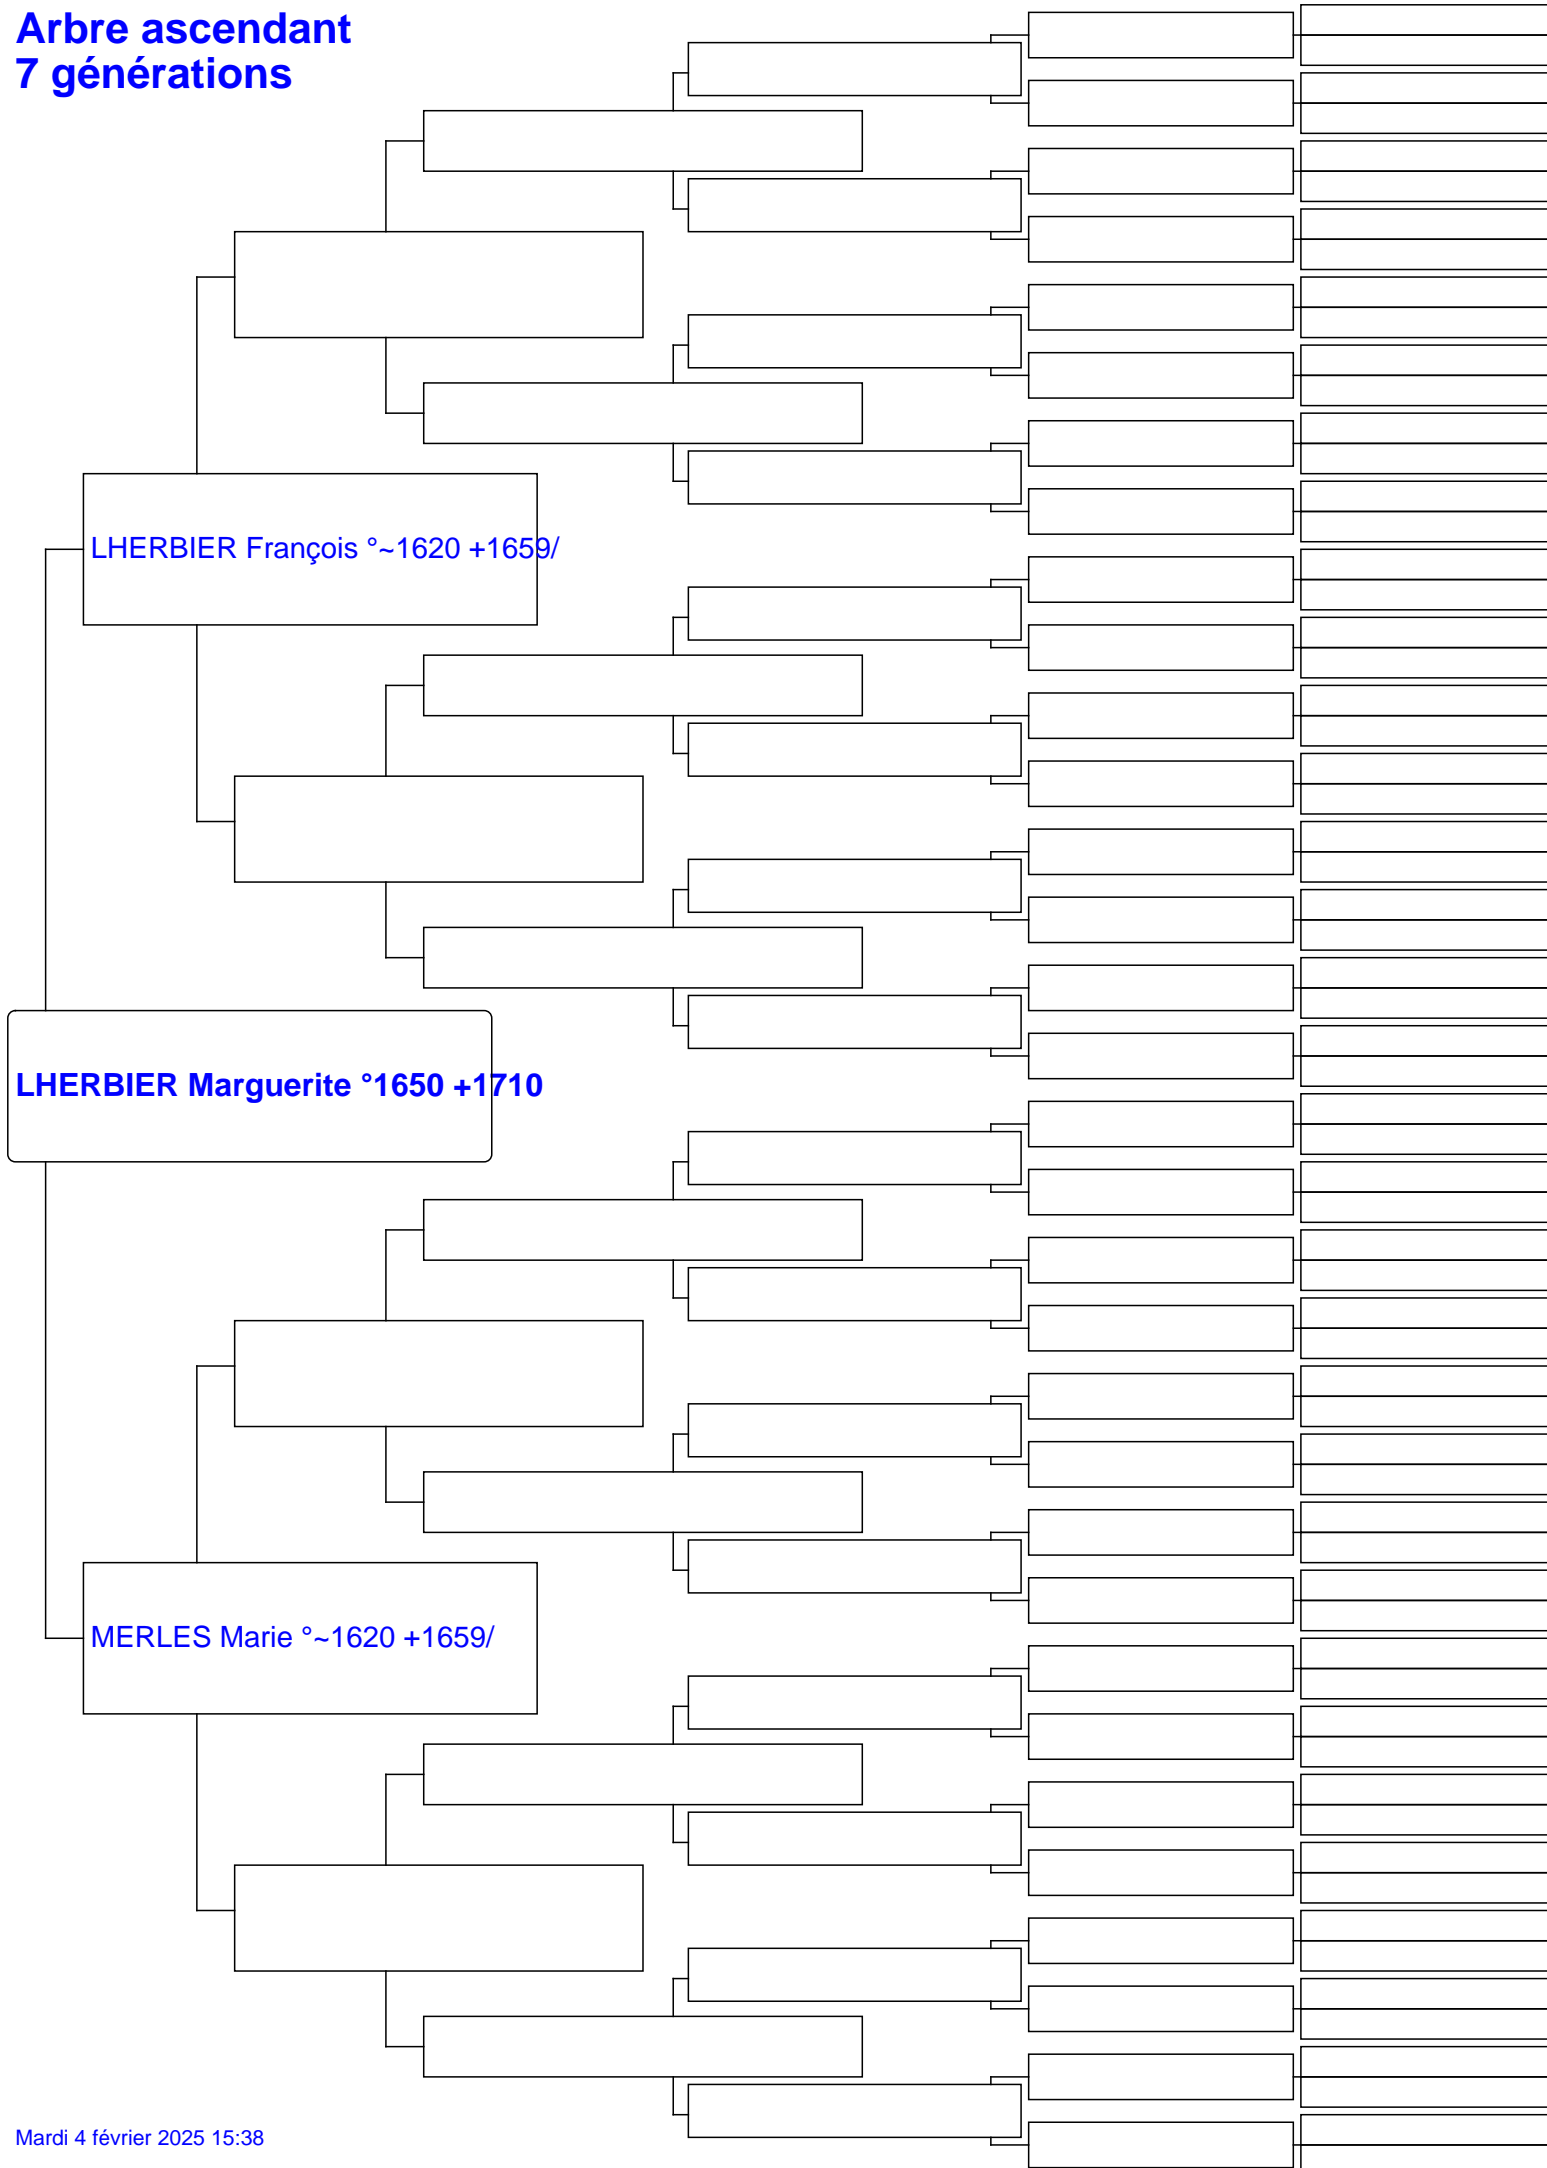 Arbre ascendant
7 générations
LHERBIER François °~1620 +1659/
LHERBIER Marguerite °1650 +1710
MERLES Marie °~1620 +1659/
Mardi 4 février 2025 15:38